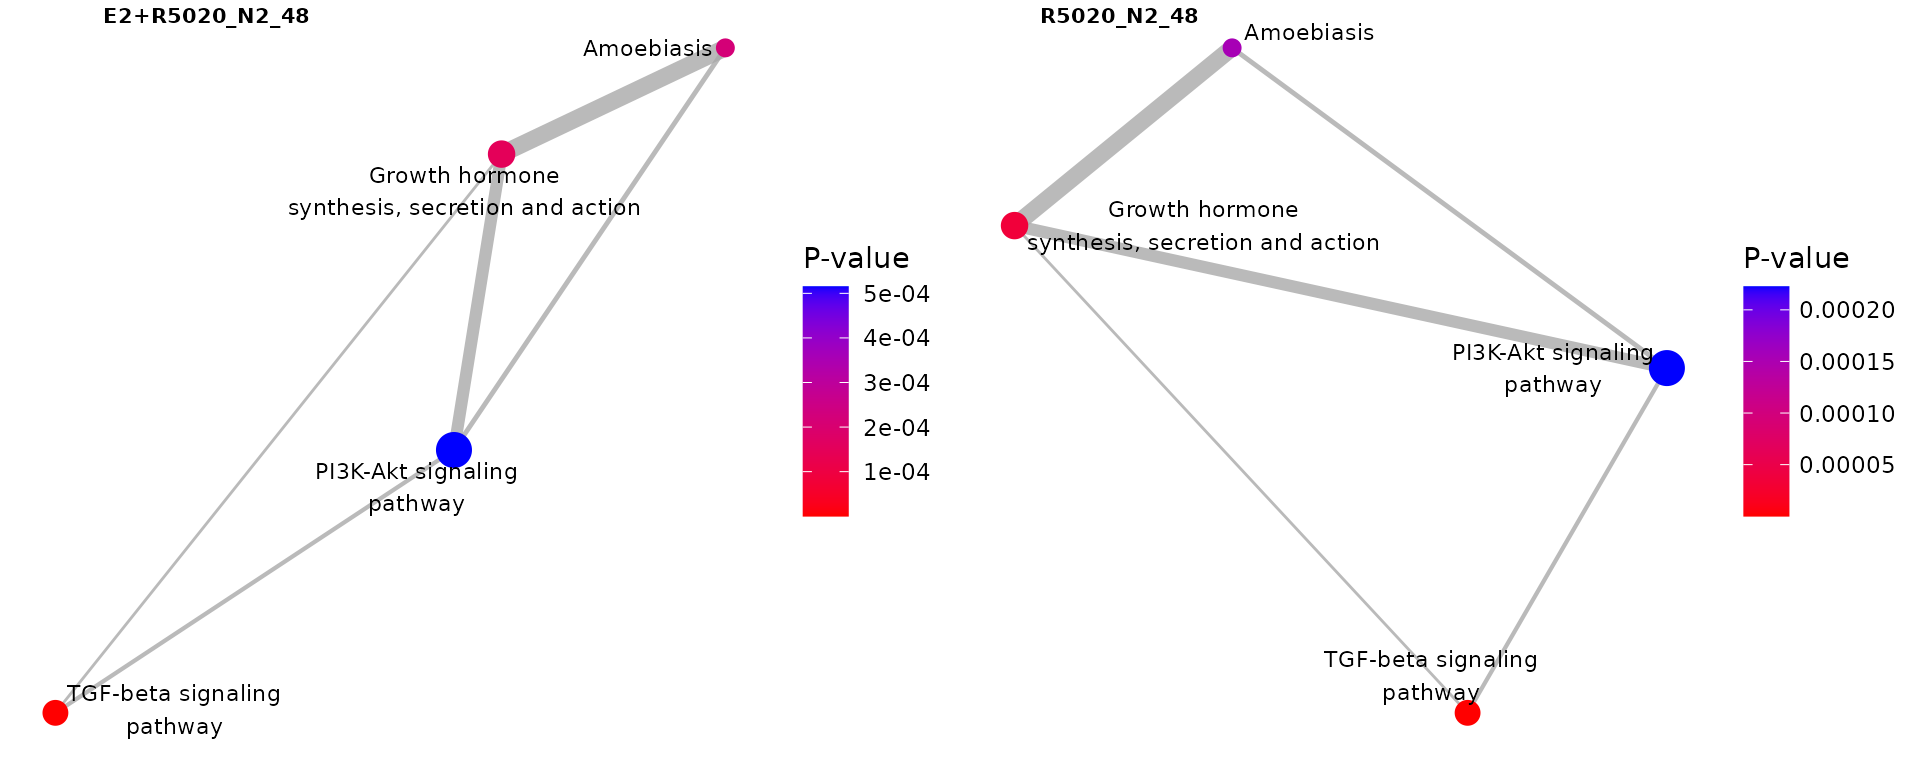 E2+R5020_N2_48
Amoebiasis
Growth hormone
synthesis, secretion and action
PI3K-Akt signaling
pathway
TGF-beta signaling
pathway
P-value
5e-04
4e-04
3e-04
2e-04
1e-04
R5020_N2_48
Amoebiasis
Growth hormone
synthesis, secretion and action
PI3K-Akt signaling
pathway
TGF-beta signaling
pathway
P-value
0.00020
0.00015
0.00010
0.00005